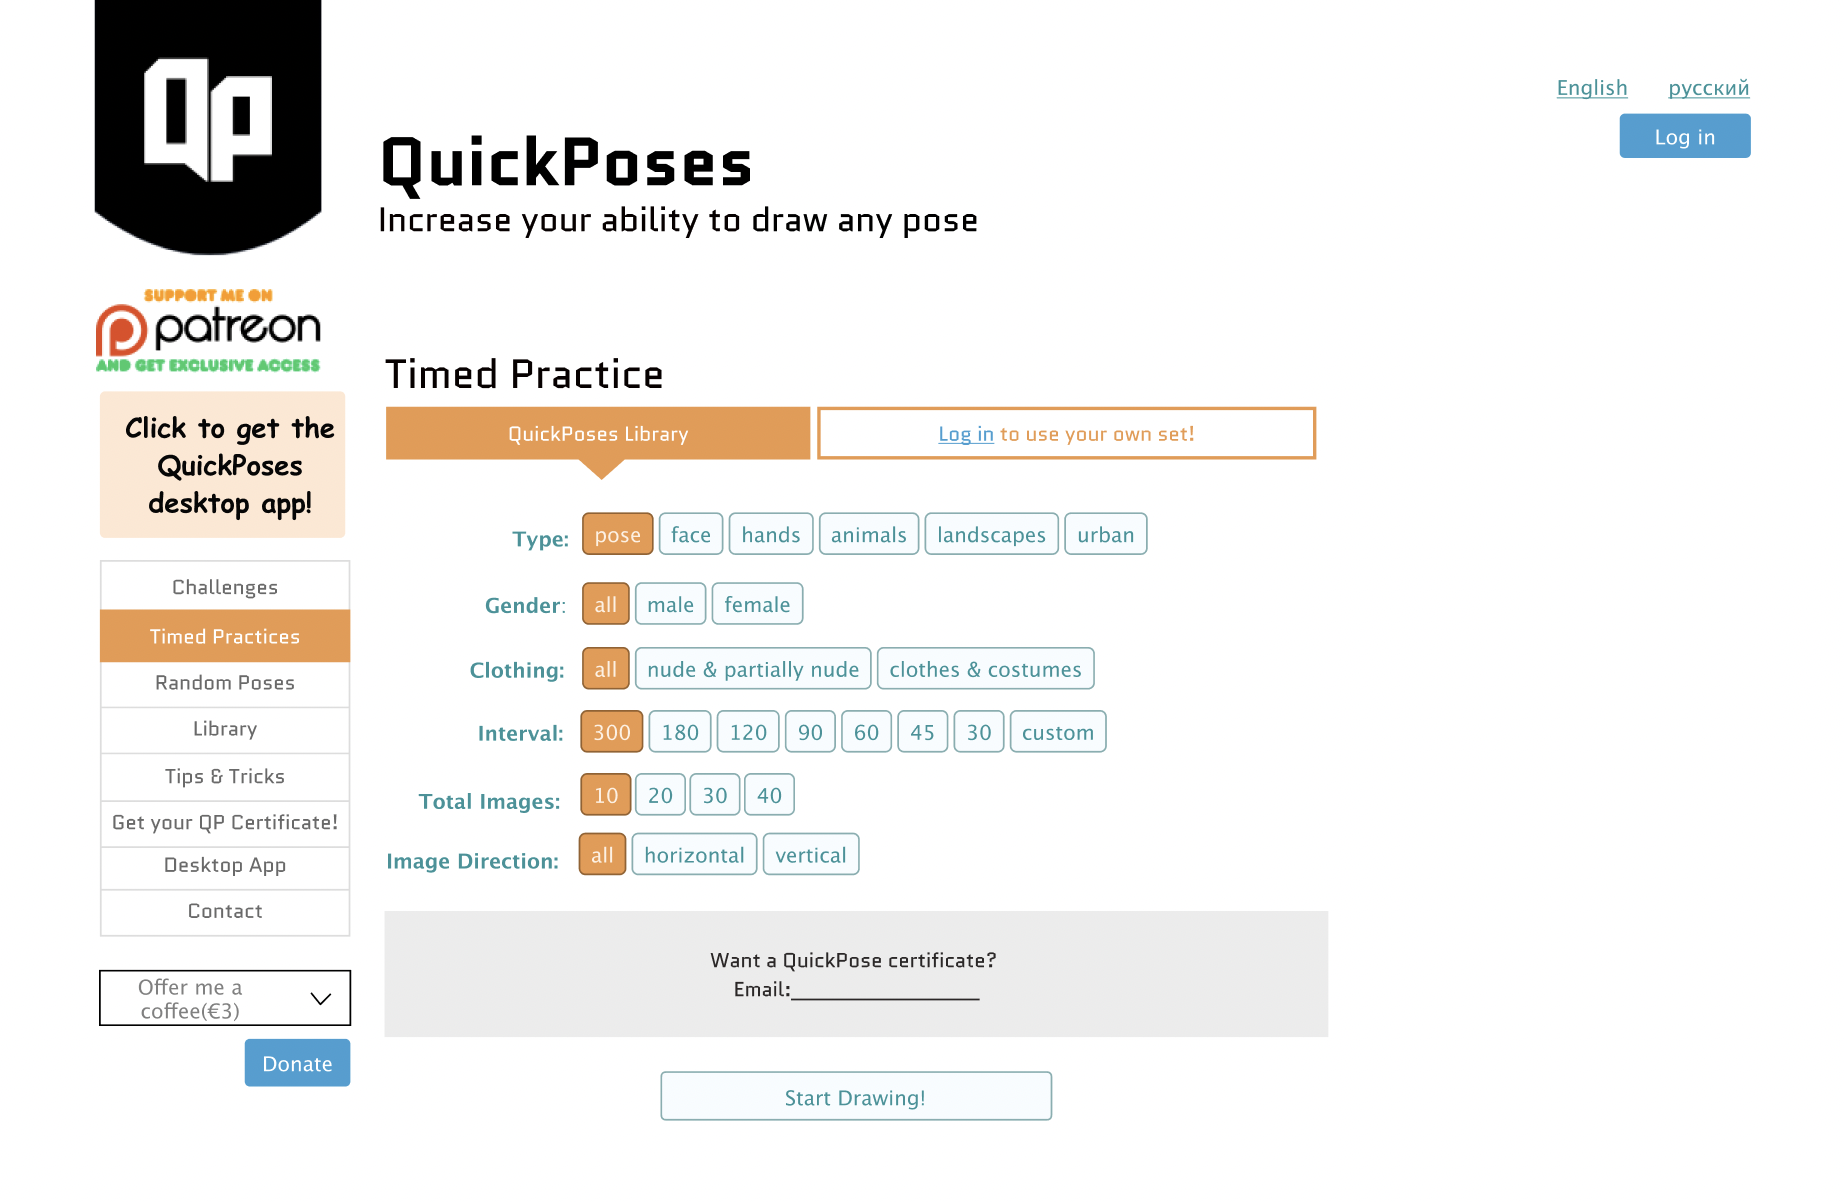 QP
English русский
Log in
QuickPoses
Increase your ability to draw any pose
SUPPORT ME ON
patreon
AND GET EXCLUSIVE ACCESS
Click to get the
QuickPoses
desktop app!
Challenges
Timed Practices
Random Poses
Library
Tips & Tricks
Get your QP Certificate!
Desktop App
Contact
Offer me a
coffee(€3)
Donate
Timed Practice
QuickPoses Library
Log in to use your own set!
Type: pose face hands animals landscapes urban
Gender: all male female
Clothing: all nude & partially nude clothes & costumes
Interval: 300 180 120 90 60 45 30 custom
Total Images: 10 20 30 40
Image Direction: all horizontal vertical
Want a QuickPose certificate?
Email:
Start Drawing!